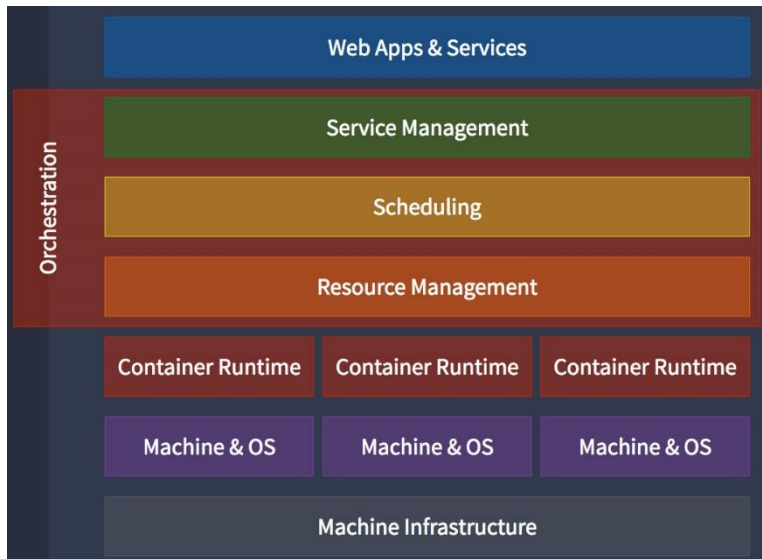 Web Apps & Services
Orchestration
Service Management
Scheduling
Resource Management
Container Runtime
Container Runtime
Container Runtime
Machine & OS
Machine & OS
Machine & OS
Machine Infrastructure